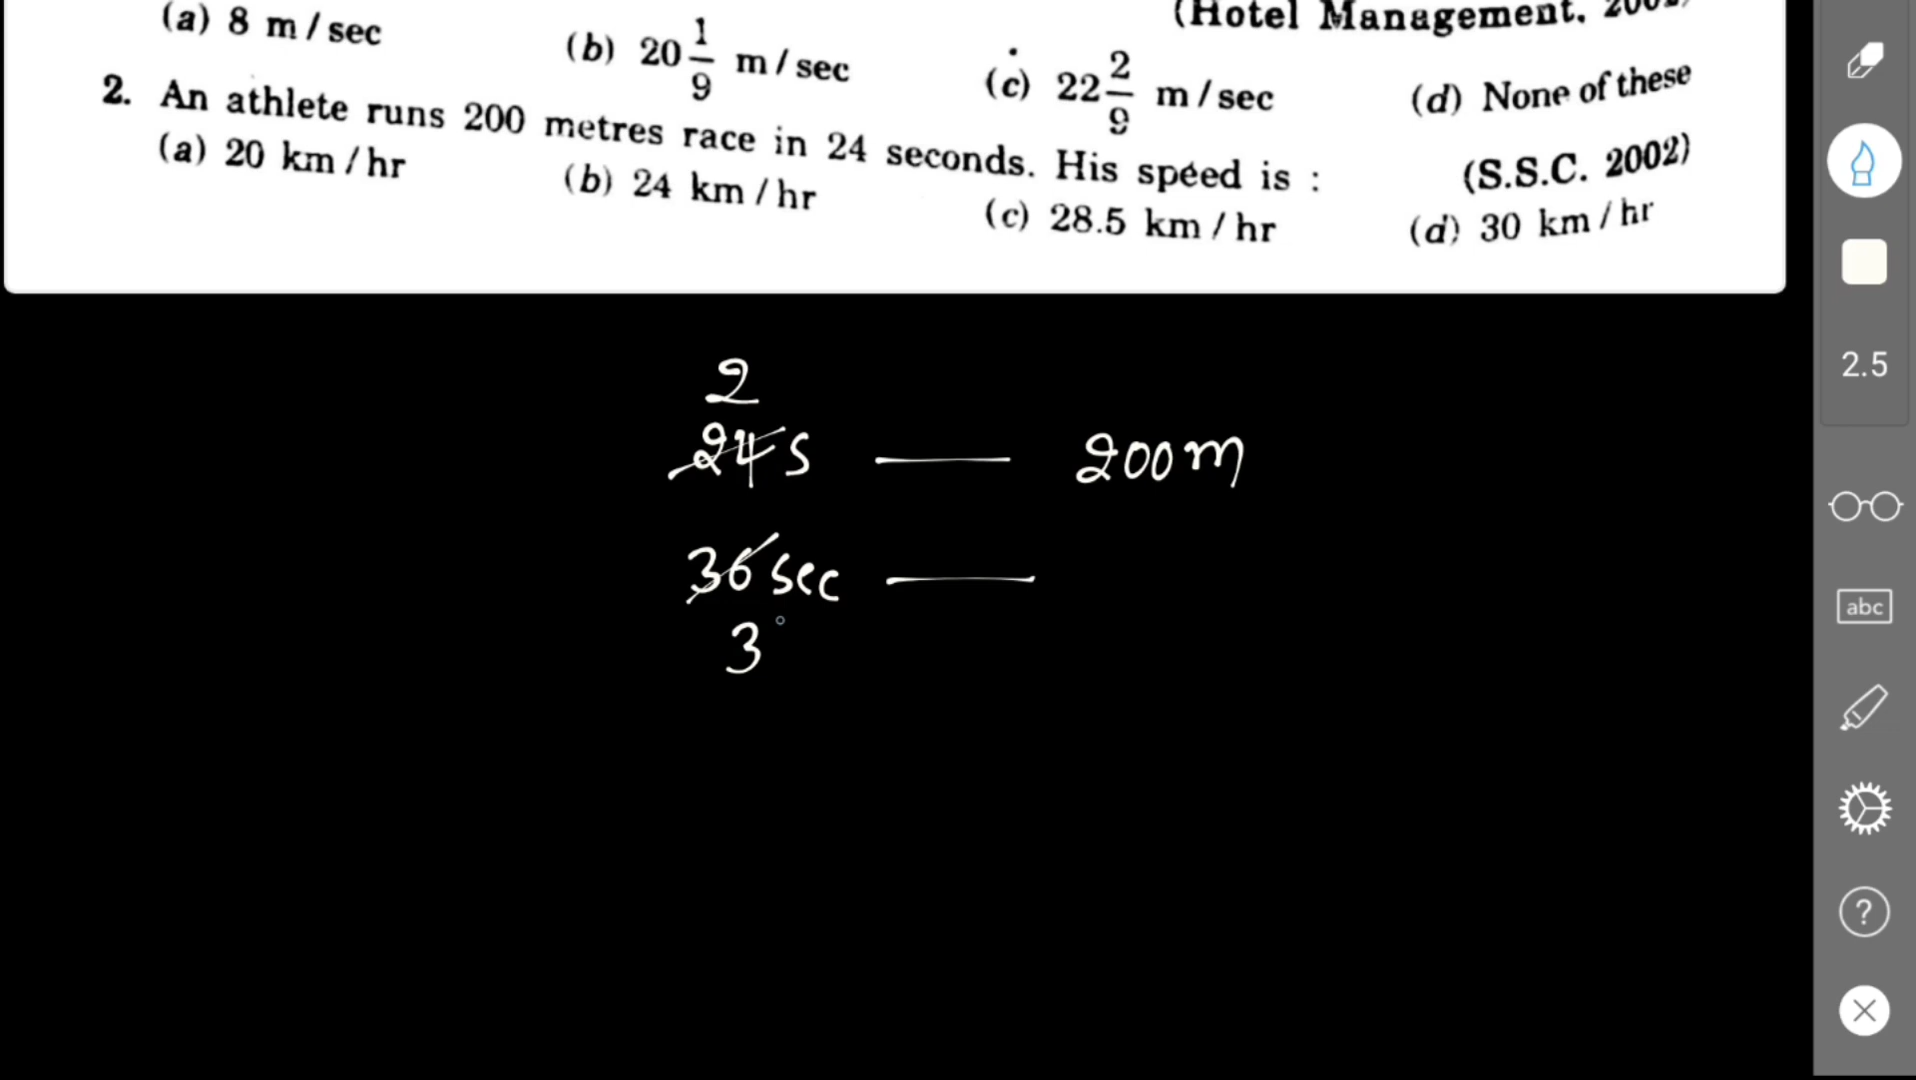 (Hotel Management.
(a) 8 m/sec (b) 20 1/9 m/sec (c) 22 2/9 m/sec (d) None of these
2. An athlete runs 200 metres race in 24 seconds. His speed is : (S.S.C. 2002)
(a) 20 km/hr (b) 24 km/hr (c) 28.5 km/hr (d) 30 km/hr
2
24 s — 200 m
36 sec —
3
2.5
abc
?